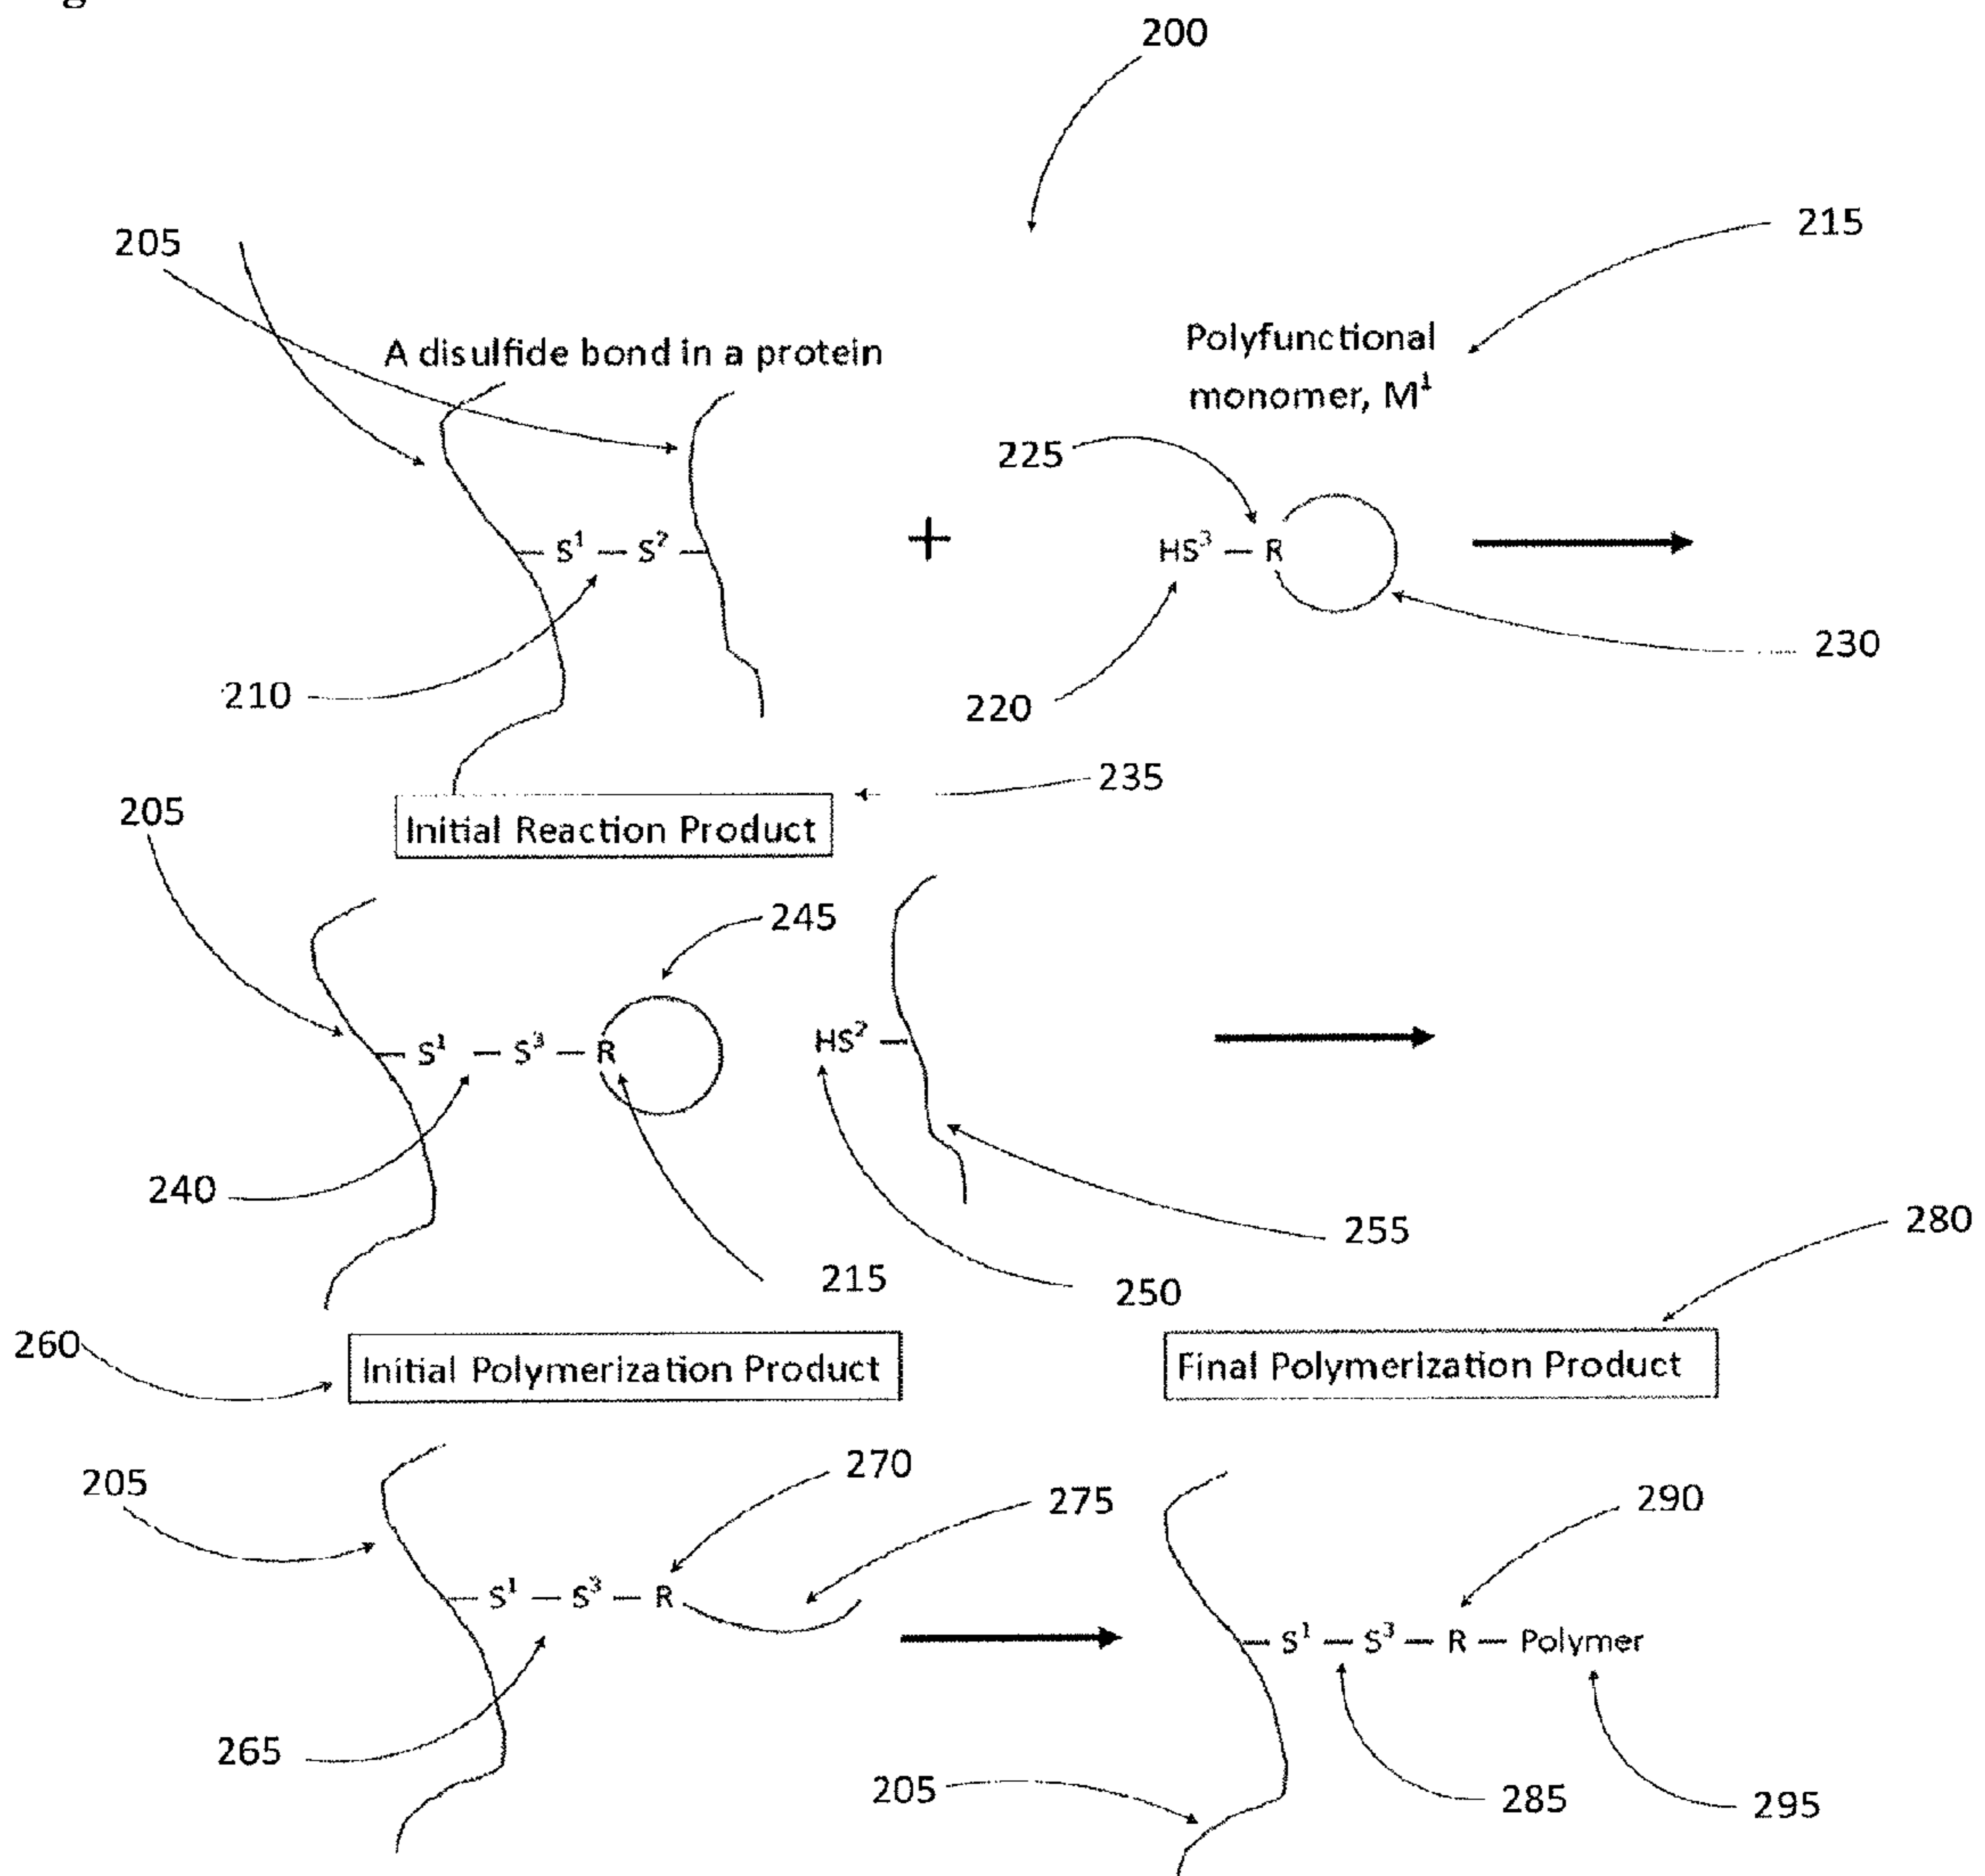 200
215
205
A disulfide bond in a protein
Polyfunctional
monomer, M¹
225
S¹ — S² —
+
HS³ — R
230
210
220
235
205
Initial Reaction Product
245
S¹ — S³ — R
HS² —
240
255
280
215
250
260
Initial Polymerization Product
Final Polymerization Product
205
270
275
290
— S¹ — S³ — R
— S¹ — S³ — R — Polymer
265
205
285
295